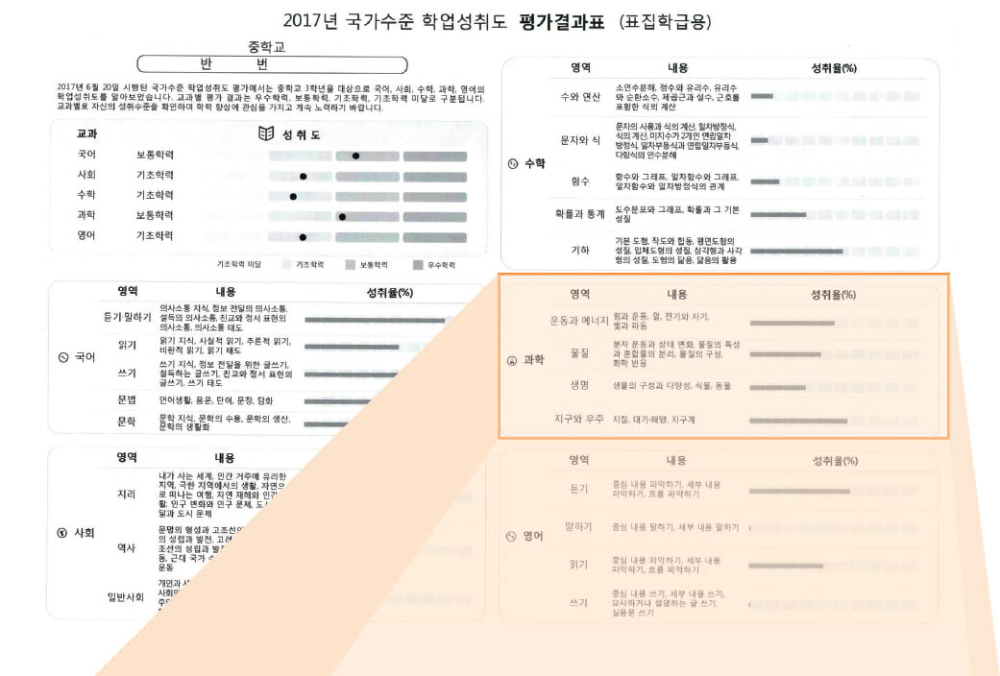 2017년 국가수준 학업성취도 평가결과표 (표집학급용)
중학교
반 번
2017년 6월 20일 시행된 국가수준 학업성취도 평가에서는 중학교 3학년을 대상으로 국어, 사회, 수학, 과학, 영어의
학업성취도를 알아보았습니다. 교과별 평가 결과는 우수학력, 보통학력, 기초학력, 기초학력 미달로 구분됩니다.
교과별로 자신의 성취수준을 확인하여 학력 향상에 관심을 가지고 계속 노력하기 바랍니다.
교과 성취도
국어 보통학력
사회 기초학력
수학 기초학력
과학 보통학력
영어 기초학력
기초학력 미달 기초학력 보통학력 우수학력
영역 내용 성취율(%)
국어
듣기·말하기
의사소통 지식, 정보 전달의 의사소통,
설득의 의사소통, 친교와 정서 표현의
의사소통, 의사소통 태도
읽기
읽기 지식, 사실적 읽기, 추론적 읽기,
비판적 읽기, 읽기 태도
쓰기
쓰기 지식, 정보 전달을 위한 글쓰기,
설득하는 글쓰기, 친교와 정서 표현의
글쓰기, 쓰기 태도
문법 언어생활, 음운, 단어, 문장, 담화
문학
문학 지식, 문학의 수용, 문학의 생산,
문학의 생활화
영역 내용
사회
지리
내가 사는 세계, 인간 거주에 유리한
지역, 극한 지역에서의 생활, 자연으
로 떠나는 여행, 자연 재해와 인간
활, 인구 변화와 인구 문제, 도시
달과 도시 문제
역사
문명의 형성과 고조선의
의 성립과 발전, 고려
조선의 성립과 발전
동, 근대 국가
운동
일반사회
개인과
사회의
영역 내용 성취율(%)
수학
수와 연산
소인수분해, 정수와 유리수, 유리수
와 순환소수, 제곱근과 실수, 근호를
포함한 식의 계산
문자와 식
문자의 사용과 식의 계산, 일차방정식,
식의 계산, 미지수가 2개인 연립일차
방정식, 일차부등식과 연립일차부등식,
다항식의 인수분해
함수
함수와 그래프, 일차함수와 그래프,
일차함수와 일차방정식의 관계
확률과 통계
도수분포와 그래프, 확률과 그 기본
성질
기하
기본 도형, 작도와 합동, 평면도형의
성질, 입체도형의 성질, 삼각형과 사각
형의 성질, 도형의 닮음, 닮음의 활용
영역 내용 성취율(%)
과학
운동과 에너지
힘과 운동, 열, 전기와 자기,
빛과 파동
물질
분자 운동과 상태 변화, 물질의 특성
과 혼합물의 분리, 물질의 구성,
화학 반응
생명 생물의 구성과 다양성, 식물, 동물
지구와 우주 지질, 대기·해양, 지구계
영역 내용 성취율(%)
영어
듣기
중심 내용 파악하기, 세부 내용
파악하기, 흐름 파악하기
말하기 중심 내용 말하기, 세부 내용 말하기
읽기
중심 내용 파악하기, 세부 내용
파악하기, 흐름 파악하기
쓰기
중심 내용 쓰기, 세부 내용 쓰기,
묘사하거나 설명하는 글 쓰기,
실용문 쓰기